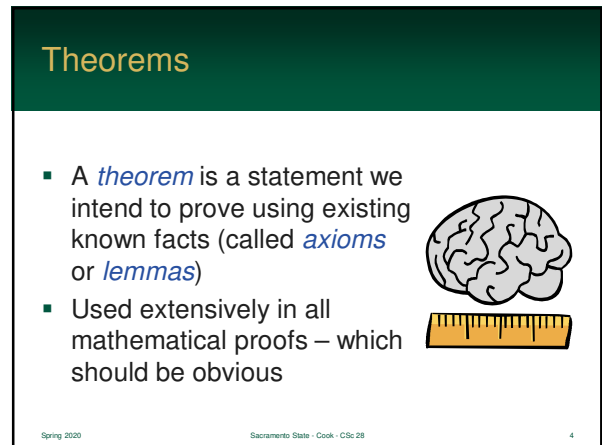 Theorems
▪ A theorem is a statement we
intend to prove using existing
known facts (called axioms
or lemmas)
▪ Used extensively in all
mathematical proofs – which
should be obvious
Spring 2020 Sacramento State - Cook - CSc 28 4